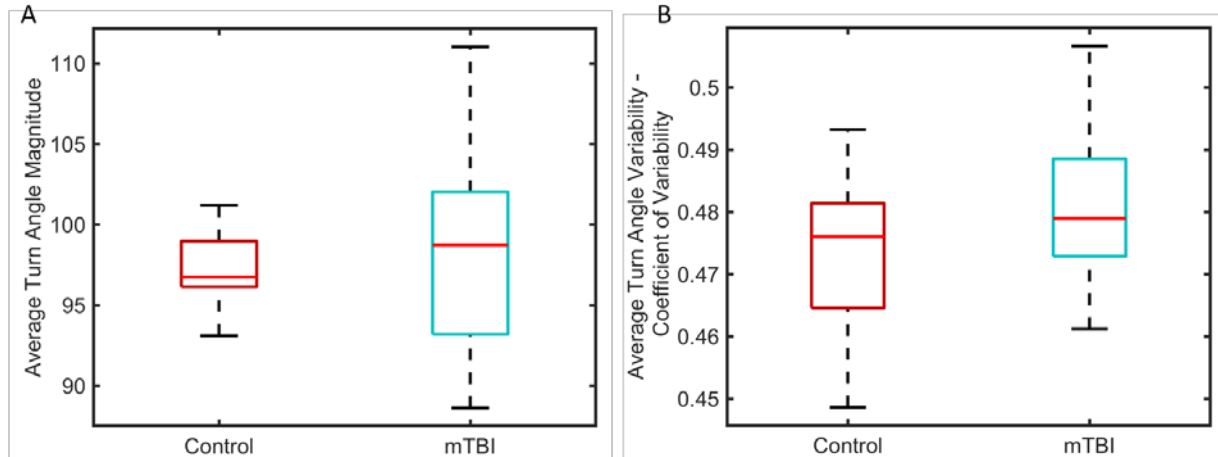 A
Average Turn Angle Magnitude
110
105
100
95
90
Control
mTBI
B
Average Turn Angle Variability -
Coefficient of Variability
0.5
0.49
0.48
0.47
0.46
0.45
Control
mTBI